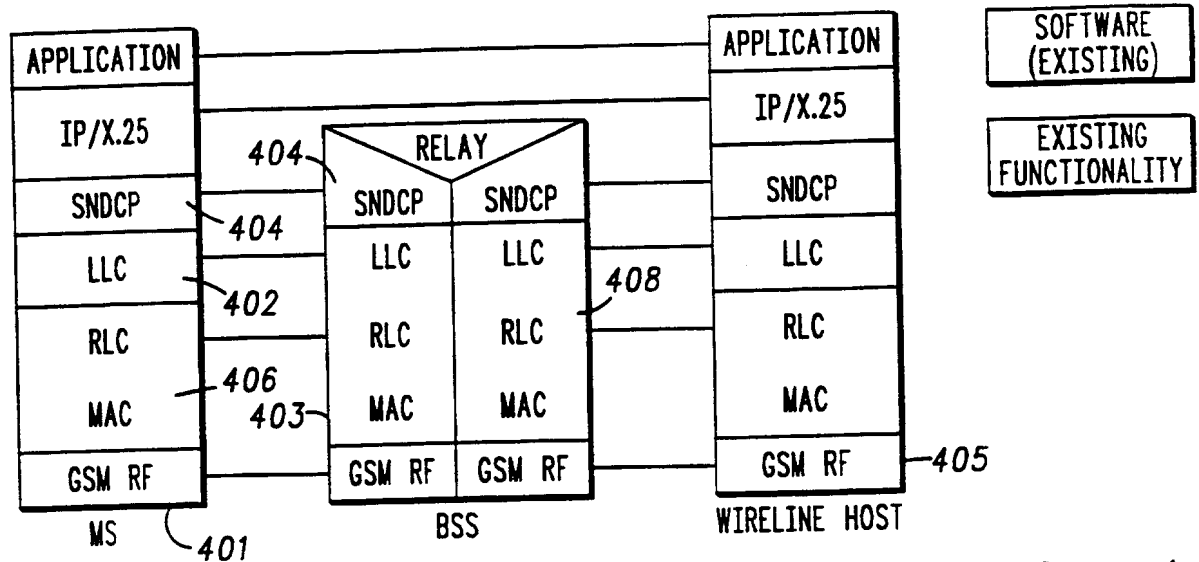 APPLICATION
IP/X.25
SNDCP
404
LLC
402
RLC
406
MAC
GSM RF
MS
401
RELAY
404
SNDCP SNDCP
LLC LLC
408
RLC RLC
MAC MAC
403
GSM RF GSM RF
BSS
APPLICATION
IP/X.25
SNDCP
LLC
RLC
MAC
GSM RF
405
WIRELINE HOST
SOFTWARE
(EXISTING)
EXISTING
FUNCTIONALITY